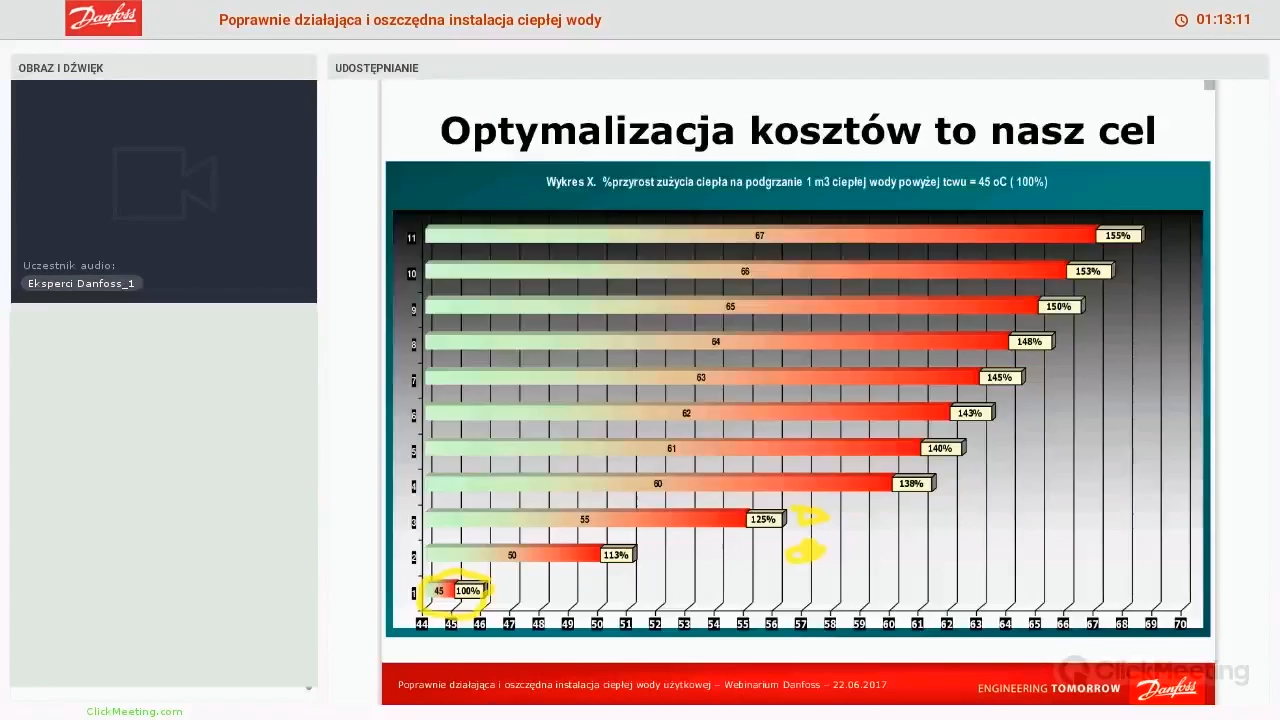 Danfoss
Poprawnie działająca i oszczędna instalacja ciepłej wody
01:13:11
OBRAZ I DŹWIĘK
UDOSTĘPNIANIE
Uczestnik audio:
Eksperci Danfoss_1
Optymalizacja kosztów to nasz cel
Wykres X. %przyrost zużycia ciepła na podgrzanie 1 m3 ciepłej wody powyżej tcwu = 45 oC ( 100%)
11 67 155%
10 66 153%
9 65 150%
8 64 148%
7 63 145%
6 62 143%
5 61 140%
4 60 138%
3 55 125%
2 50 113%
1 45 100%
44 45 46 47 48 49 50 51 52 53 54 55 56 57 58 59 60 61 62 63 64 65 66 67 68 69 70
Poprawnie działająca i oszczędna instalacja ciepłej wody użytkowej – Webinarium Danfoss – 22.06.2017
ENGINEERING TOMORROW
Danfoss
ClickMeeting
ClickMeeting.com